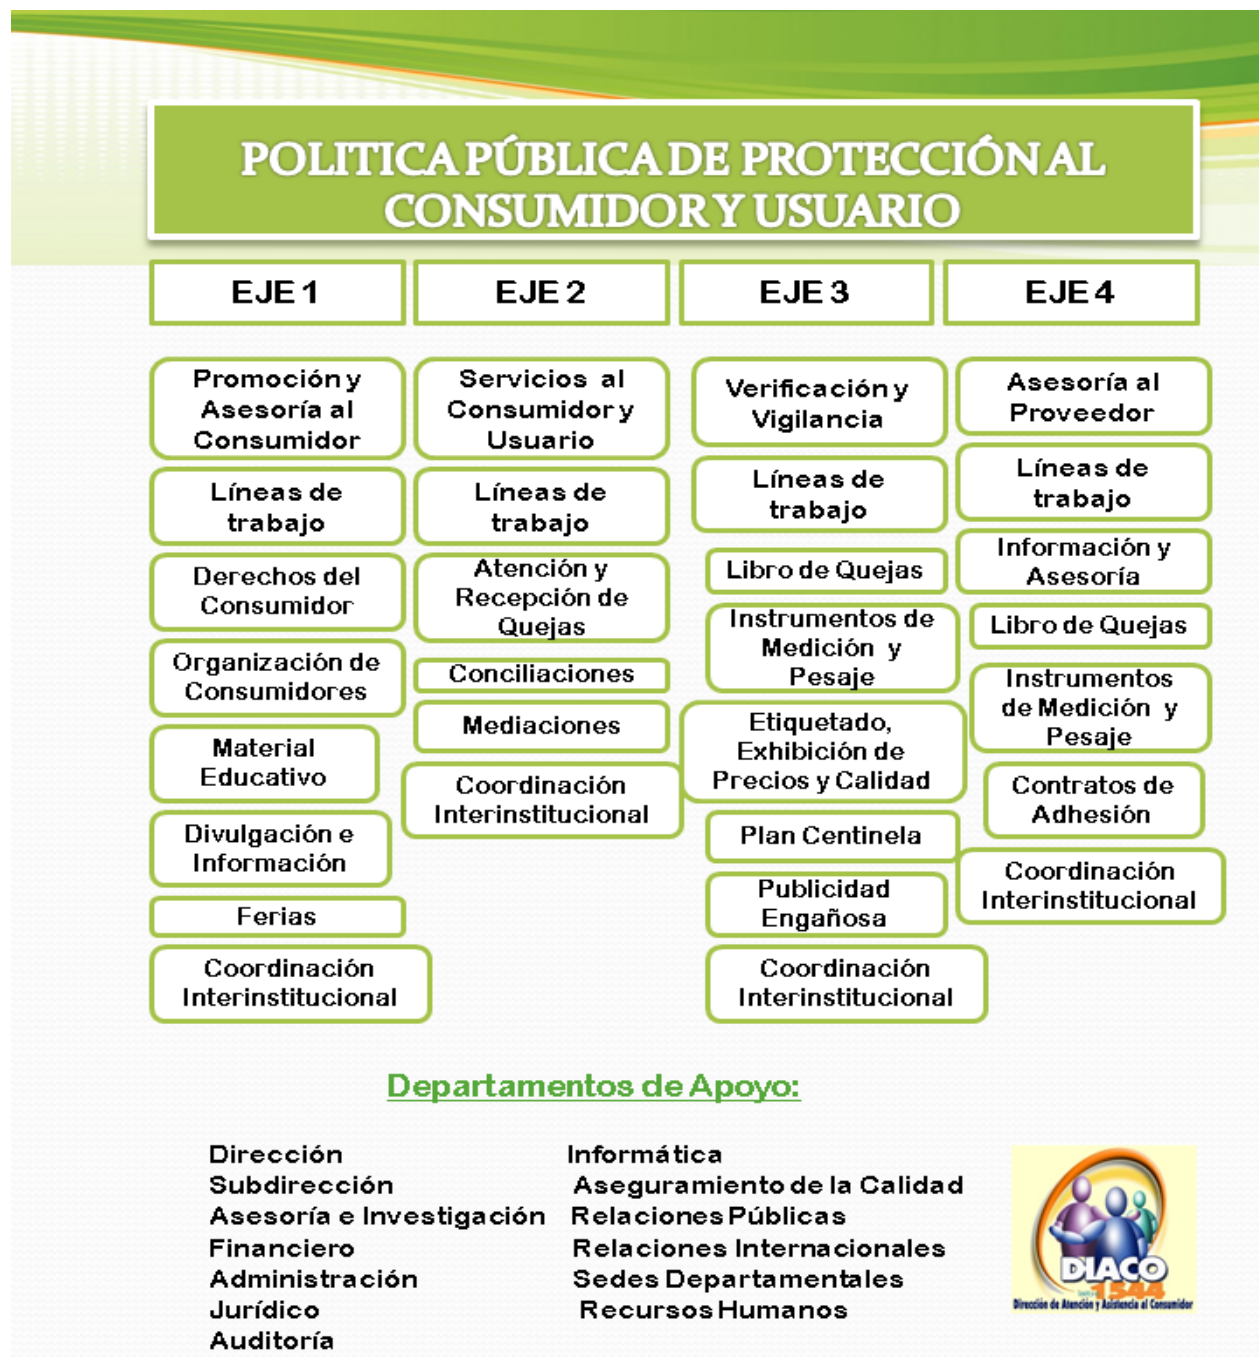 POLITICA PÚBLICA DE PROTECCIÓN AL
CONSUMIDOR Y USUARIO
EJE 1
EJE 2
EJE 3
EJE 4
Promoción y
Asesoría al
Consumidor
Líneas de
trabajo
Derechos del
Consumidor
Organización de
Consumidores
Material
Educativo
Divulgación e
Información
Ferias
Coordinación
Interinstitucional
Servicios al
Consumidor y
Usuario
Líneas de
trabajo
Atención y
Recepción de
Quejas
Conciliaciones
Mediaciones
Coordinación
Interinstitucional
Verificación y
Vigilancia
Líneas de
trabajo
Libro de Quejas
Instrumentos de
Medición y
Pesaje
Etiquetado,
Exhibición de
Precios y Calidad
Plan Centinela
Publicidad
Engañosa
Coordinación
Interinstitucional
Asesoría al
Proveedor
Líneas de
trabajo
Información y
Asesoría
Libro de Quejas
Instrumentos
de Medición y
Pesaje
Contratos de
Adhesión
Coordinación
Interinstitucional
Departamentos de Apoyo:
Dirección
Subdirección
Asesoría e Investigación
Financiero
Administración
Jurídico
Auditoría
Informática
Aseguramiento de la Calidad
Relaciones Públicas
Relaciones Internacionales
Sedes Departamentales
Recursos Humanos
DIACO
1544
Dirección de Atención y Asistencia al Consumidor